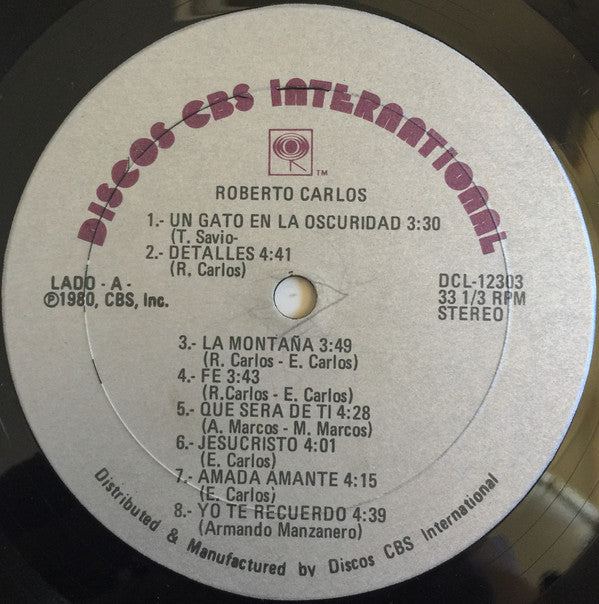 DISCOS CBS INTERNATIONAL
TM
ROBERTO CARLOS
1.- UN GATO EN LA OSCURIDAD 3:30
(T. Savio-
2.- DETALLES 4:41
(R. Carlos)
LADO - A -
℗1980, CBS, Inc.
DCL-12303
33 1/3 RPM
STEREO
3.- LA MONTAÑA 3:49
(R. Carlos - E. Carlos)
4.- FE 3:43
(R.Carlos - E. Carlos)
5.- QUE SERA DE TI 4:28
(A. Marcos - M. Marcos)
6.- JESUCRISTO 4:01
(E. Carlos)
7.- AMADA AMANTE 4:15
(E. Carlos)
8.- YO TE RECUERDO 4:39
(Armando Manzanero)
Distributed & Manufactured by Discos CBS International